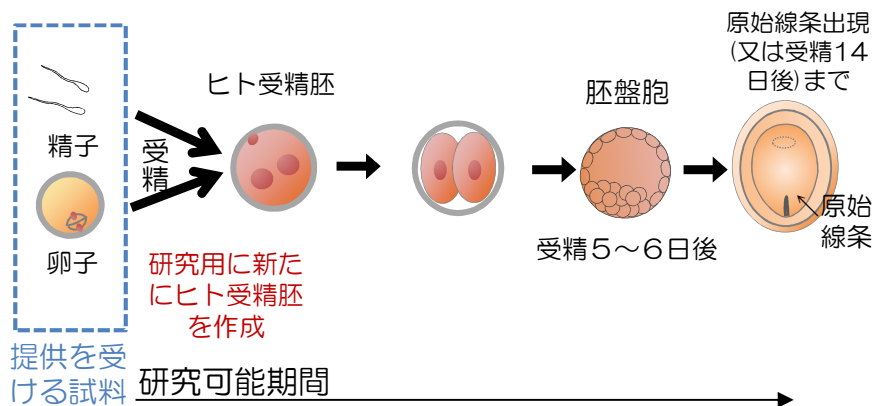 精子
卵子
提供を受
ける試料
受精
ヒト受精胚
研究用に新た
にヒト受精胚
を作成
胚盤胞
受精５～６日後
原始線条出現
(又は受精14
日後)まで
原始
線条
研究可能期間